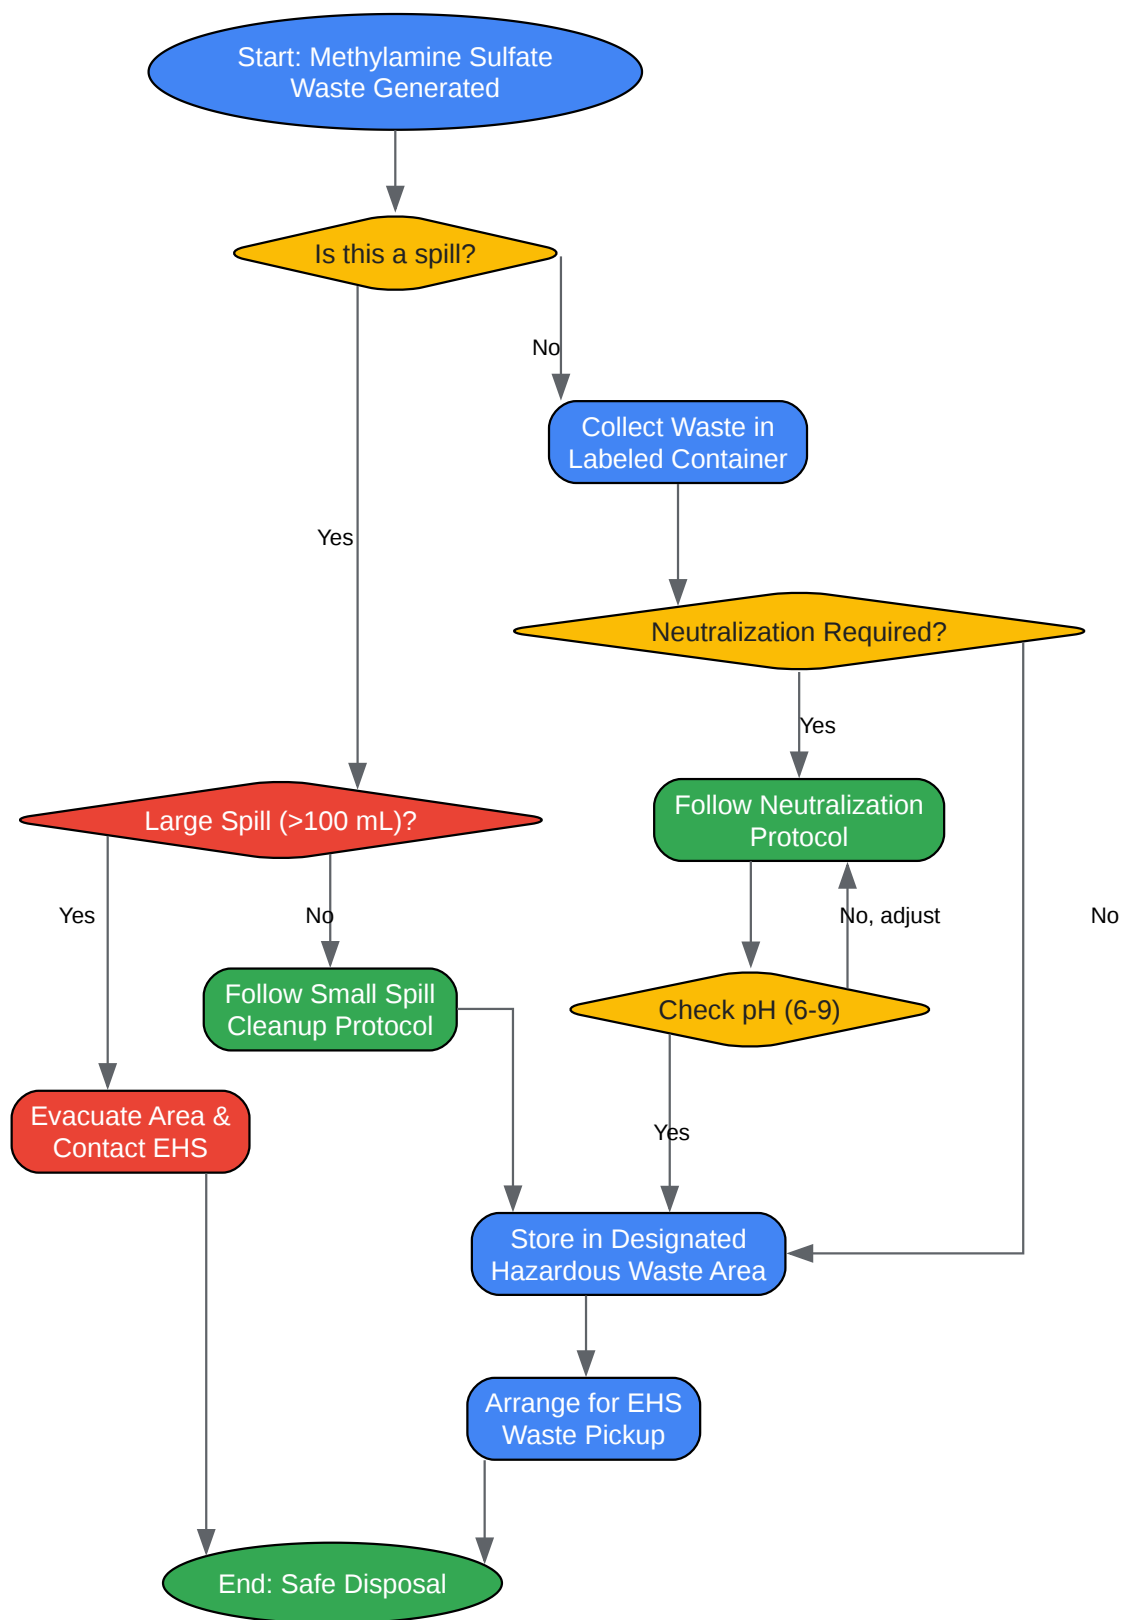 Start: Methylamine Sulfate
Waste Generated
Is this a spill?
No
Collect Waste in
Labeled Container
Yes
Neutralization Required?
Yes
Large Spill (>100 mL)?
Follow Neutralization
Protocol
Yes
No
No, adjust
No
Follow Small Spill
Cleanup Protocol
Check pH (6-9)
Evacuate Area &
Contact EHS
Yes
Store in Designated
Hazardous Waste Area
Arrange for EHS
Waste Pickup
End: Safe Disposal